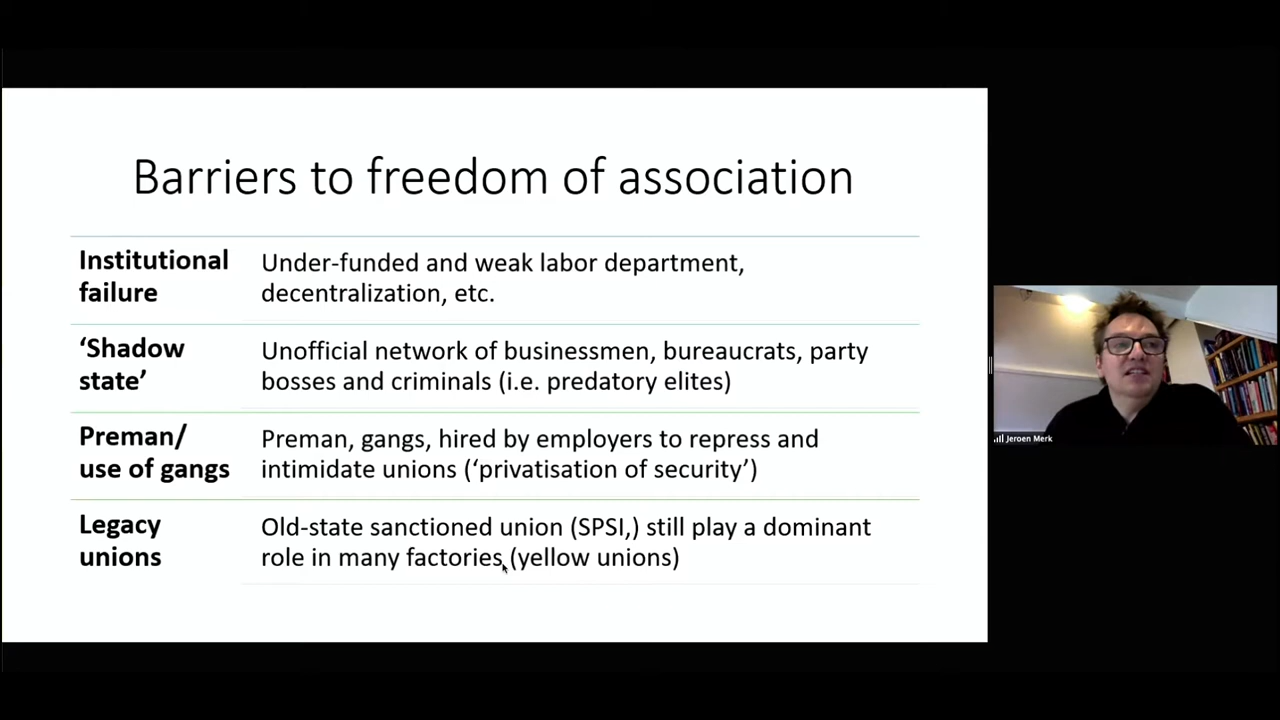 Barriers to freedom of association
Institutional
failure
Under-funded and weak labor department,
decentralization, etc.
‘Shadow
state’
Unofficial network of businessmen, bureaucrats, party
bosses and criminals (i.e. predatory elites)
Preman/
use of gangs
Preman, gangs, hired by employers to repress and
intimidate unions (‘privatisation of security’)
Legacy
unions
Old-state sanctioned union (SPSI,) still play a dominant
role in many factories (yellow unions)
Jeroen Merk